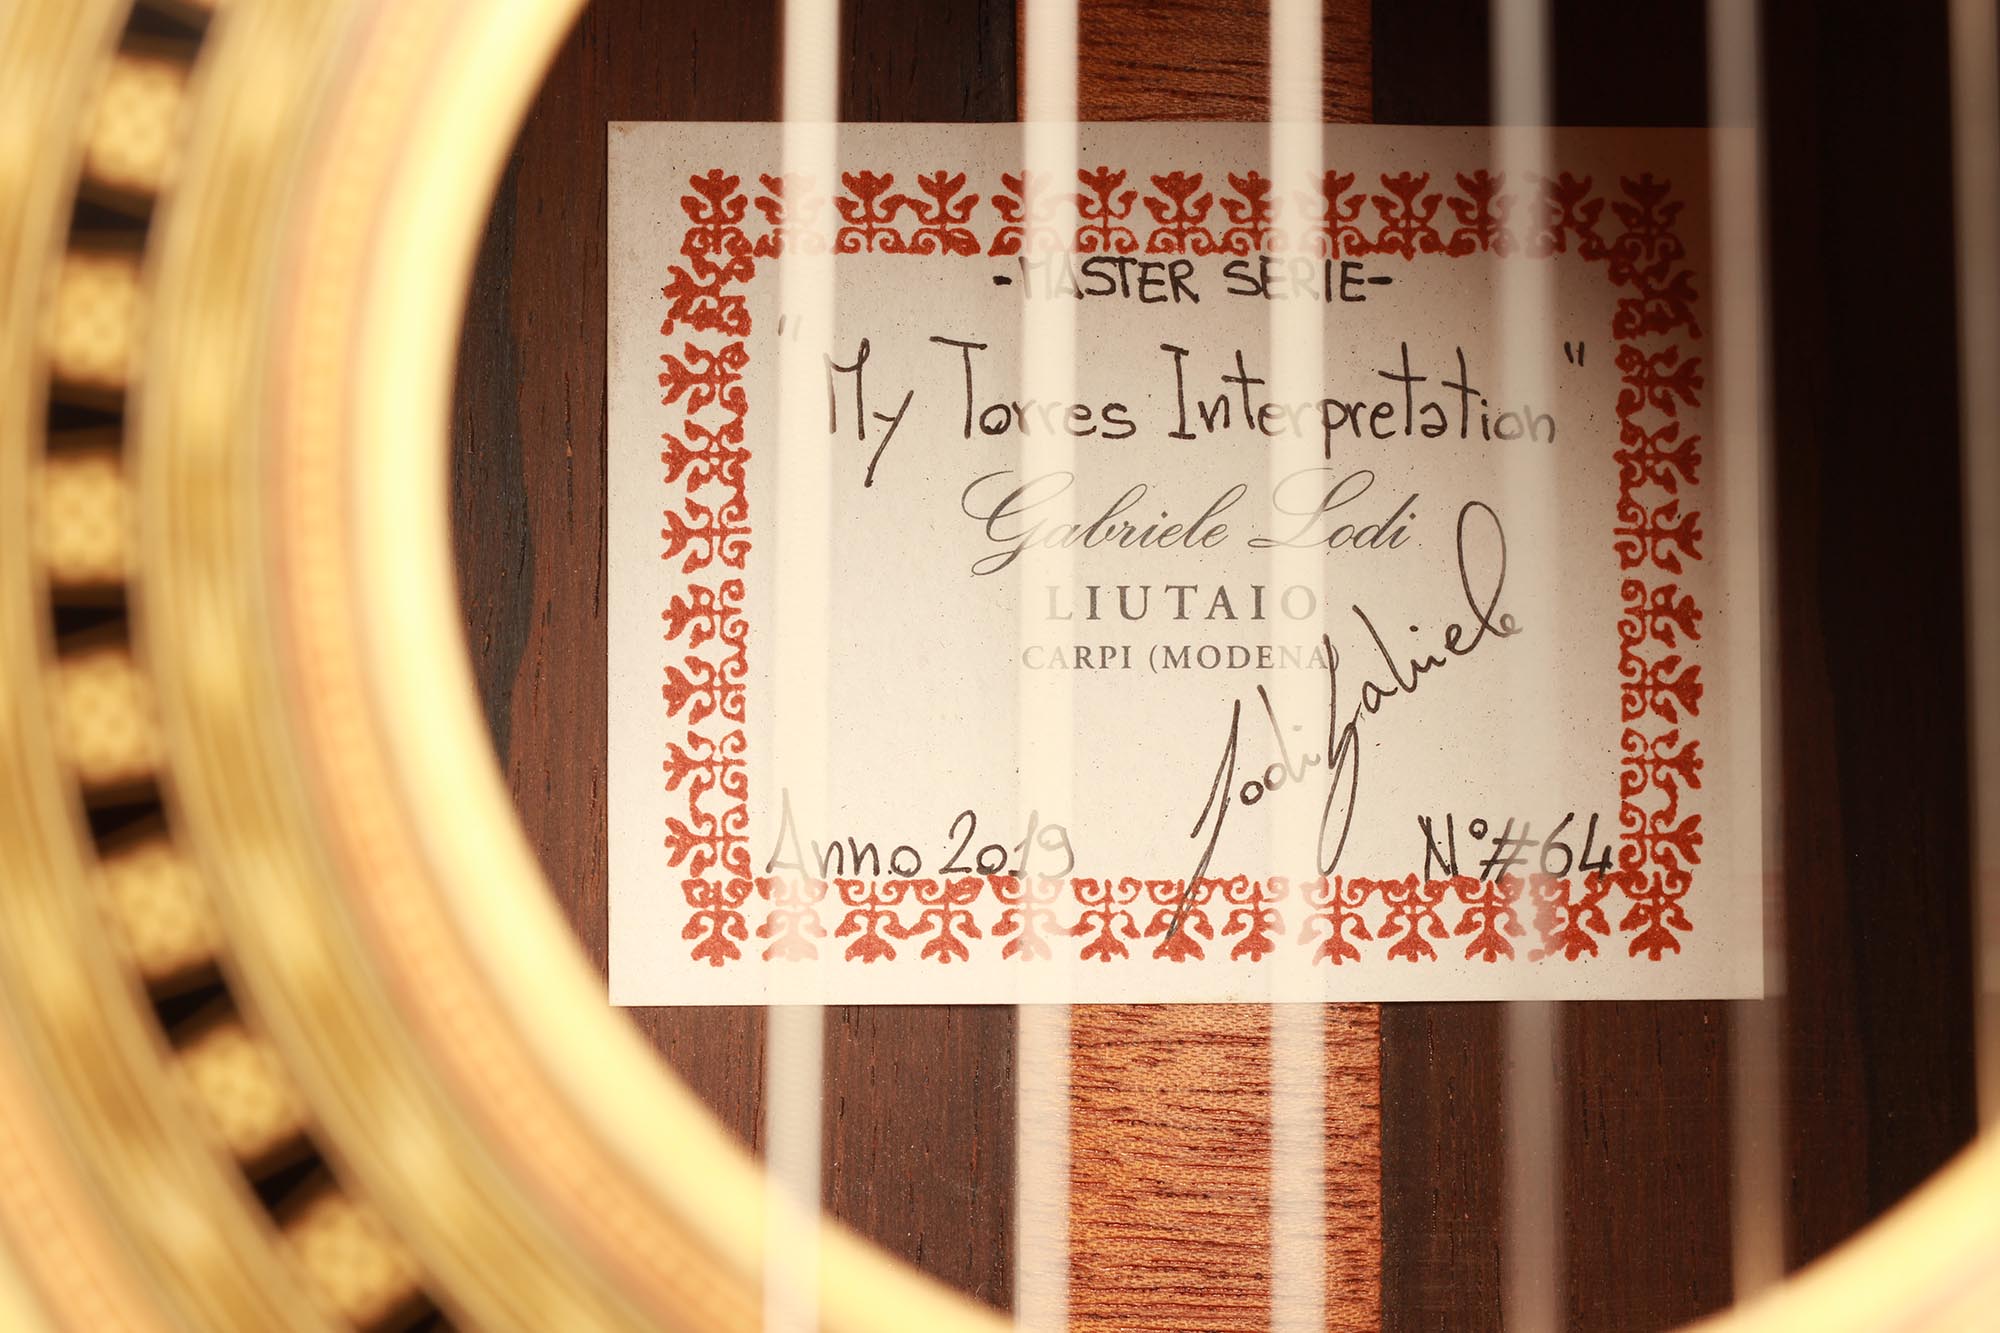 -MASTER SERIE-
"My Torres Interpretation"
Gabriele Lodi
LIUTAIO
CARPI (MODENA)
Lodi Gabriele
Anno 2019
N°#64